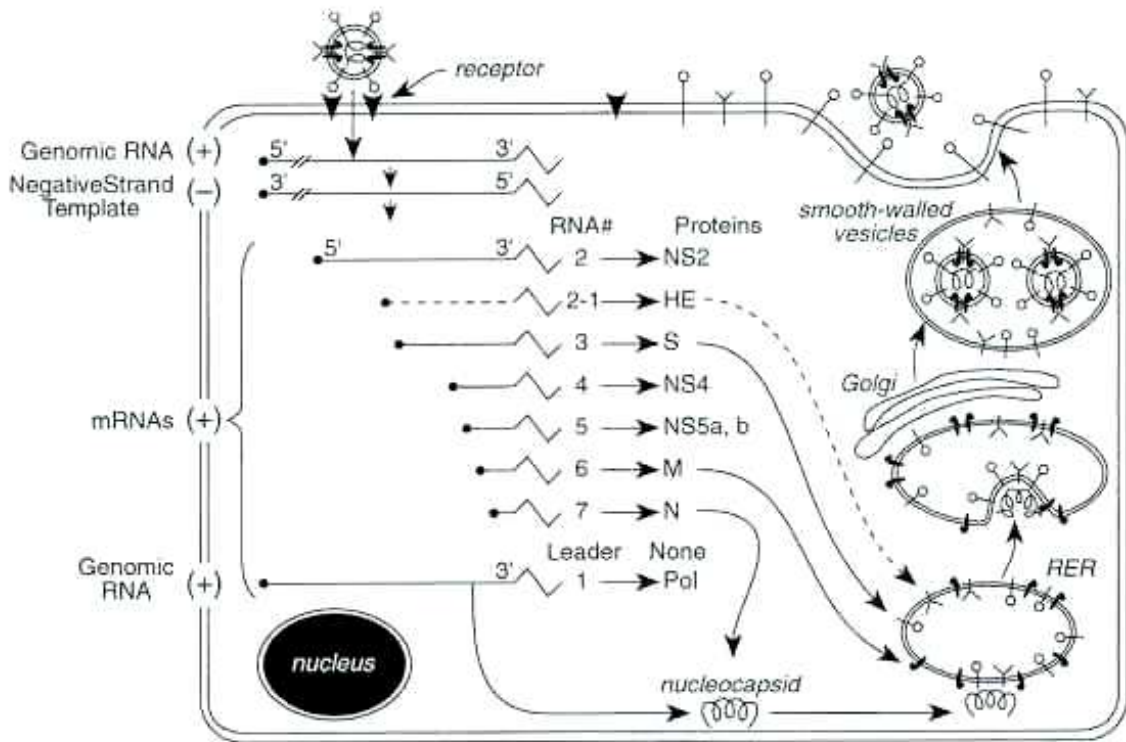 receptor
Genomic RNA (+)
5' 3'
NegativeStrand
Template (−)
3' 5'
smooth-walled
vesicles
RNA# Proteins
5' 3' 2 NS2
2-1 HE
3 S
Golgi
4 NS4
mRNAs (+)
5 NS5a, b
6 M
7 N
Leader None
Genomic
RNA (+)
3' 1 Pol
RER
nucleus
nucleocapsid